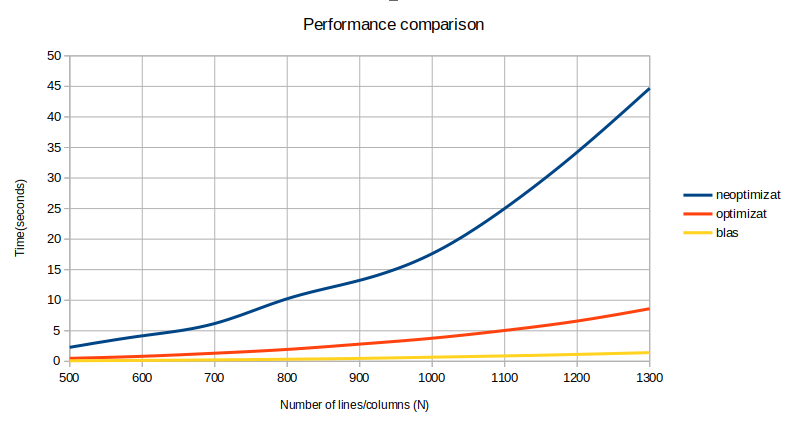 Performance comparison
50
45
40
35
30
25
20
15
10
5
0
Time(seconds)
500 600 700 800 900 1000 1100 1200 1300
Number of lines/columns (N)
neoptimizat
optimizat
blas